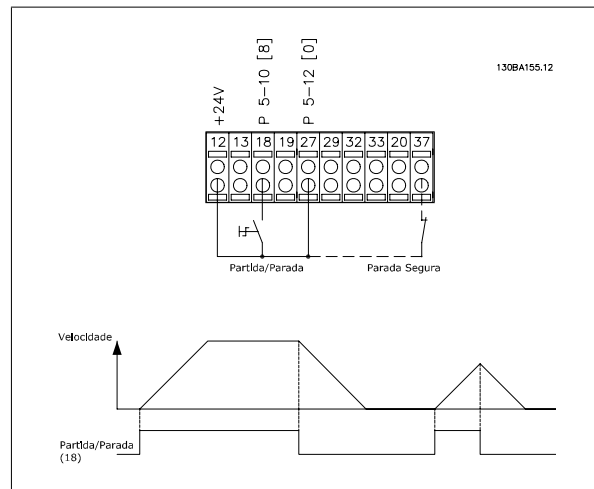 130BA155.12
+24V
P 5-10 [8]
P 5-12 [0]
12 13 18 19 27 29 32 33 20 37
Partida/Parada
Parada Segura
Velocidade
Partida/Parada
(18)